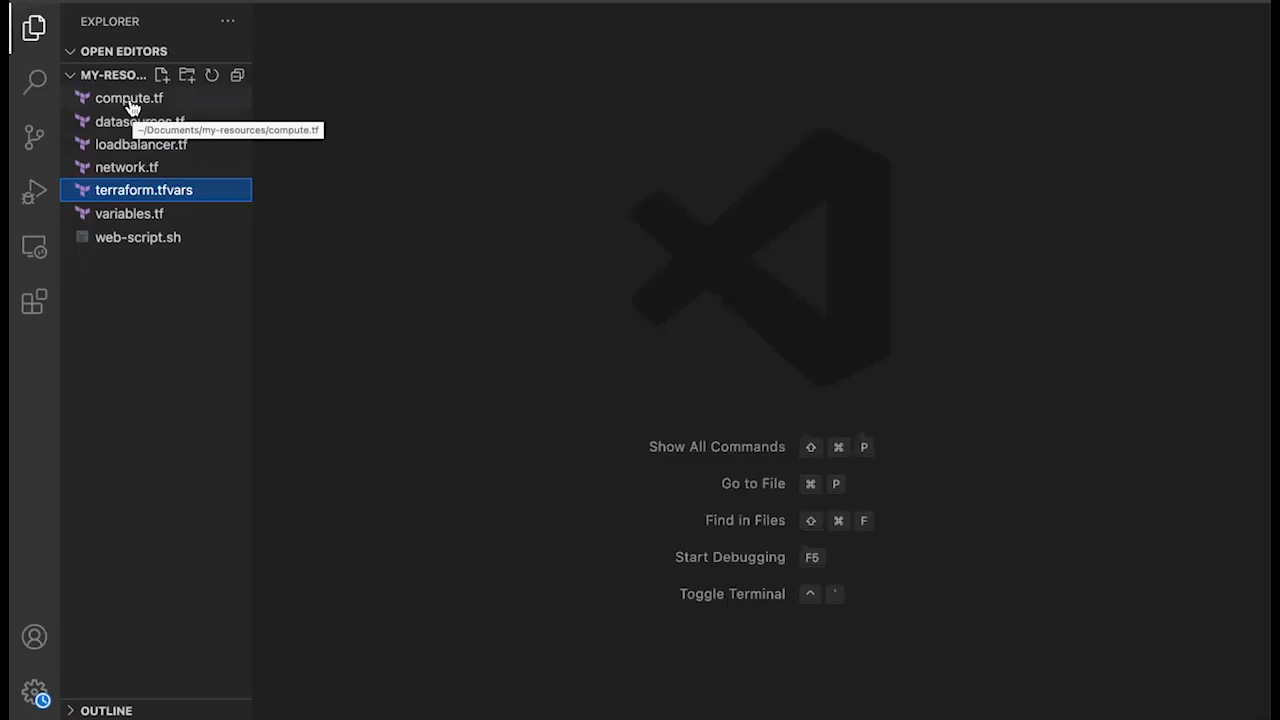 EXPLORER
OPEN EDITORS
MY-RESO...
compute.tf
datasources.tf
~/Documents/my-resources/compute.tf
loadbalancer.tf
network.tf
terraform.tfvars
variables.tf
web-script.sh
Show All Commands ⇧ ⌘ P
Go to File ⌘ P
Find in Files ⇧ ⌘ F
Start Debugging F5
Toggle Terminal ^ `
OUTLINE